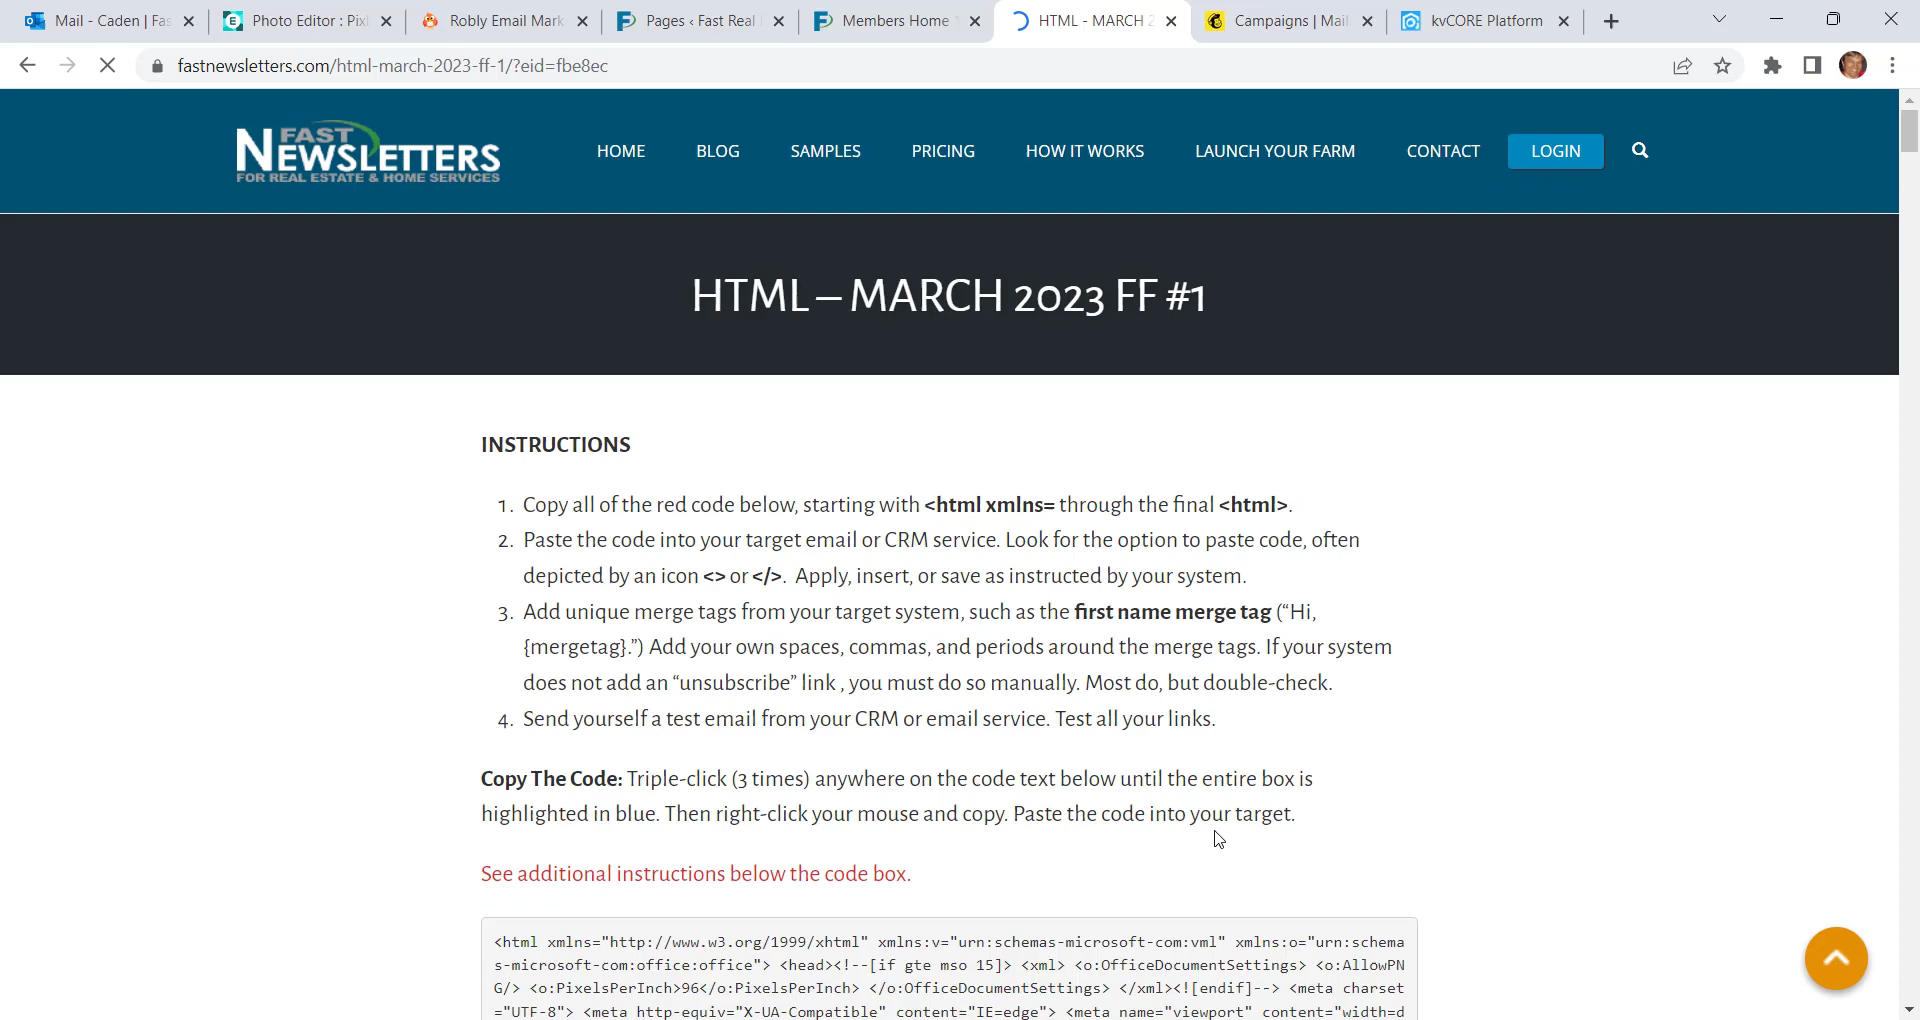 Mail - Caden | Fas
Photo Editor : Pixl
Robly Email Mark
Pages ‹ Fast Real
Members Home
HTML - MARCH 2
Campaigns | Mail
kvCORE Platform
fastnewsletters.com/html-march-2023-ff-1/?eid=fbe8ec
FAST
NEWSLETTERS
FOR REAL ESTATE & HOME SERVICES
HOME
BLOG
SAMPLES
PRICING
HOW IT WORKS
LAUNCH YOUR FARM
CONTACT
LOGIN
HTML – MARCH 2023 FF #1
INSTRUCTIONS
1. Copy all of the red code below, starting with <html xmlns= through the final <html>.
2. Paste the code into your target email or CRM service. Look for the option to paste code, often
depicted by an icon <> or </>. Apply, insert, or save as instructed by your system.
3. Add unique merge tags from your target system, such as the first name merge tag (“Hi,
{mergetag}.”) Add your own spaces, commas, and periods around the merge tags. If your system
does not add an “unsubscribe” link , you must do so manually. Most do, but double-check.
4. Send yourself a test email from your CRM or email service. Test all your links.
Copy The Code: Triple-click (3 times) anywhere on the code text below until the entire box is
highlighted in blue. Then right-click your mouse and copy. Paste the code into your target.
See additional instructions below the code box.
<html xmlns="http://www.w3.org/1999/xhtml" xmlns:v="urn:schemas-microsoft-com:vml" xmlns:o="urn:schema
s-microsoft-com:office:office"> <head><!--[if gte mso 15]> <xml> <o:OfficeDocumentSettings> <o:AllowPN
G/> <o:PixelsPerInch>96</o:PixelsPerInch> </o:OfficeDocumentSettings> </xml><![endif]--> <meta charset
="UTF-8"> <meta http-equiv="X-UA-Compatible" content="IE=edge"> <meta name="viewport" content="width=d